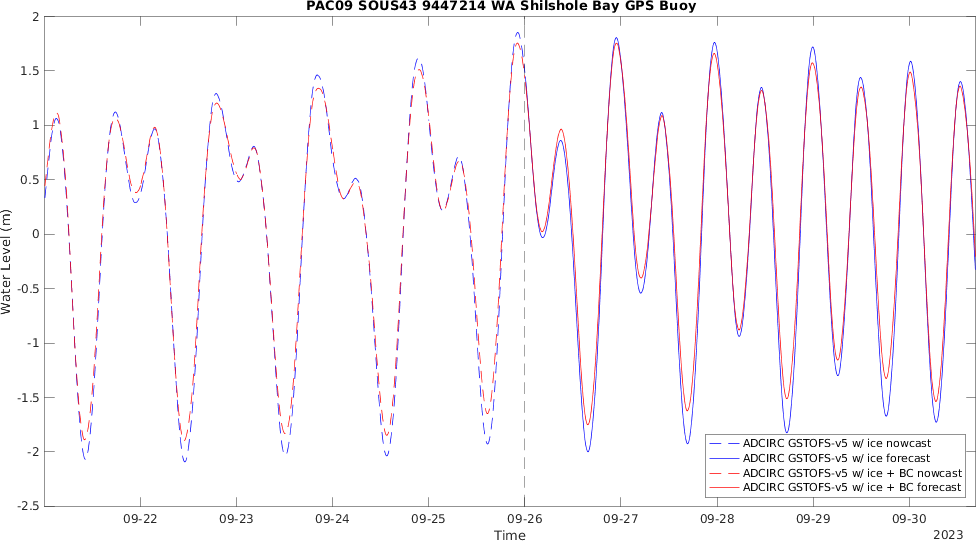 PAC09 SOUS43 9447214 WA Shilshole Bay GPS Buoy
2
1.5
1
0.5
0
-0.5
-1
-1.5
-2
-2.5
Water Level (m)
ADCIRC GSTOFS-v5 w/ ice nowcast
ADCIRC GSTOFS-v5 w/ ice forecast
ADCIRC GSTOFS-v5 w/ ice + BC nowcast
ADCIRC GSTOFS-v5 w/ ice + BC forecast
09-22 09-23 09-24 09-25 09-26 09-27 09-28 09-29 09-30
Time
2023